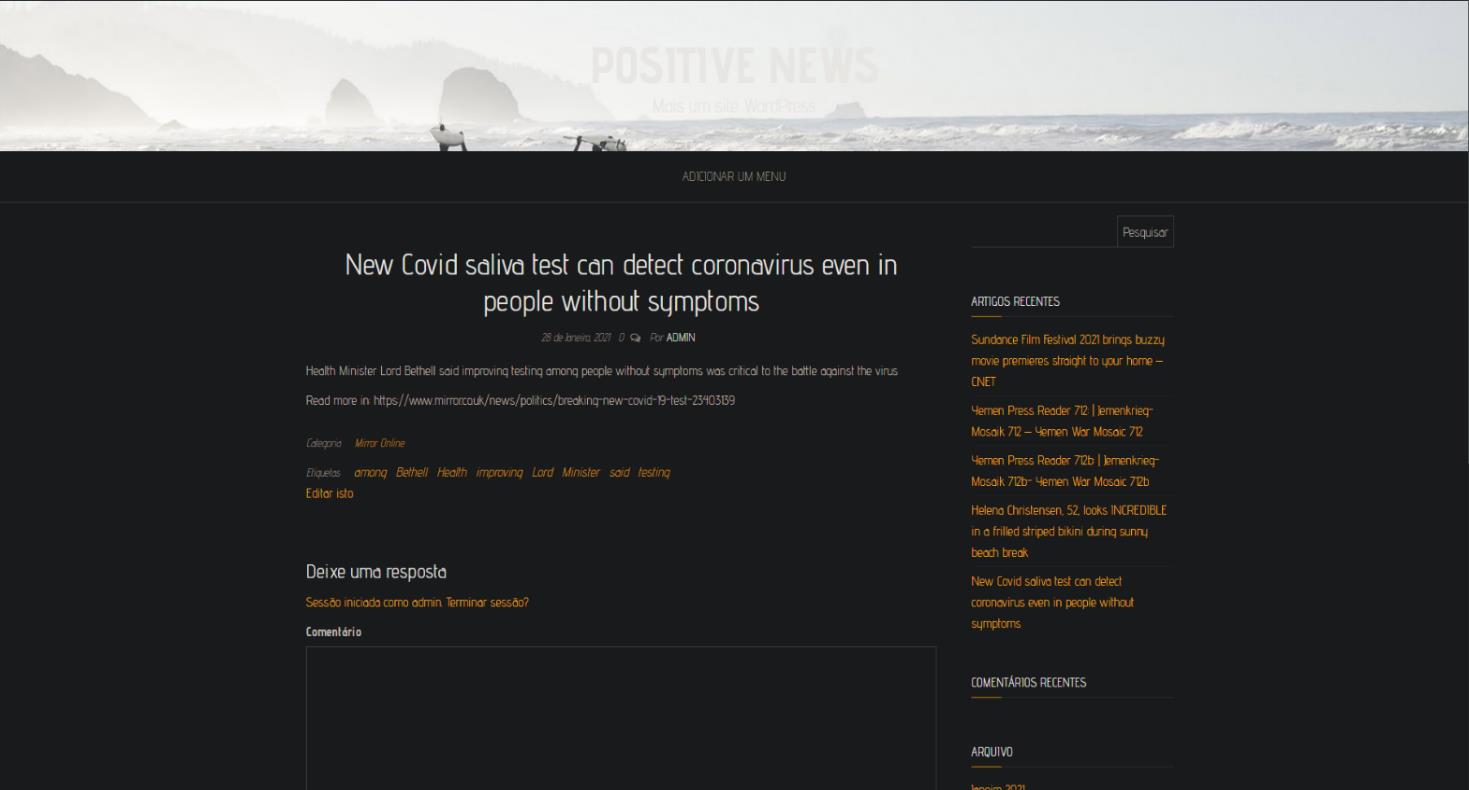 POSITIVE NEWS
Mais um site WordPress
ADICIONAR UM MENU
Pesquisar
New Covid saliva test can detect coronavirus even in
people without symptoms
28 de Janeiro, 2021 0 Por ADMIN
Health Minister Lord Bethell said improving testing among people without symptoms was critical to the battle against the virus
Read more in: https://www.mirror.co.uk/news/politics/breaking-new-covid-19-test-23403139
Categoria Mirror Online
Etiquetas among Bethell Health improving Lord Minister said testing
Editar isto
Deixe uma resposta
Sessão iniciada como admin. Terminar sessão?
Comentário
ARTIGOS RECENTES
Sundance Film Festival 2021 brings buzzy
movie premieres straight to your home –
CNET
Yemen Press Reader 712: | Jemenkrieg-
Mosaik 712 – Yemen War Mosaic 712
Yemen Press Reader 712b: | Jemenkrieg-
Mosaik 712b- Yemen War Mosaic 712b
Helena Christensen, 52, looks INCREDIBLE
in a frilled striped bikini during sunny
beach break
New Covid saliva test can detect
coronavirus even in people without
symptoms
COMENTÁRIOS RECENTES
ARQUIVO
Janeiro 2021